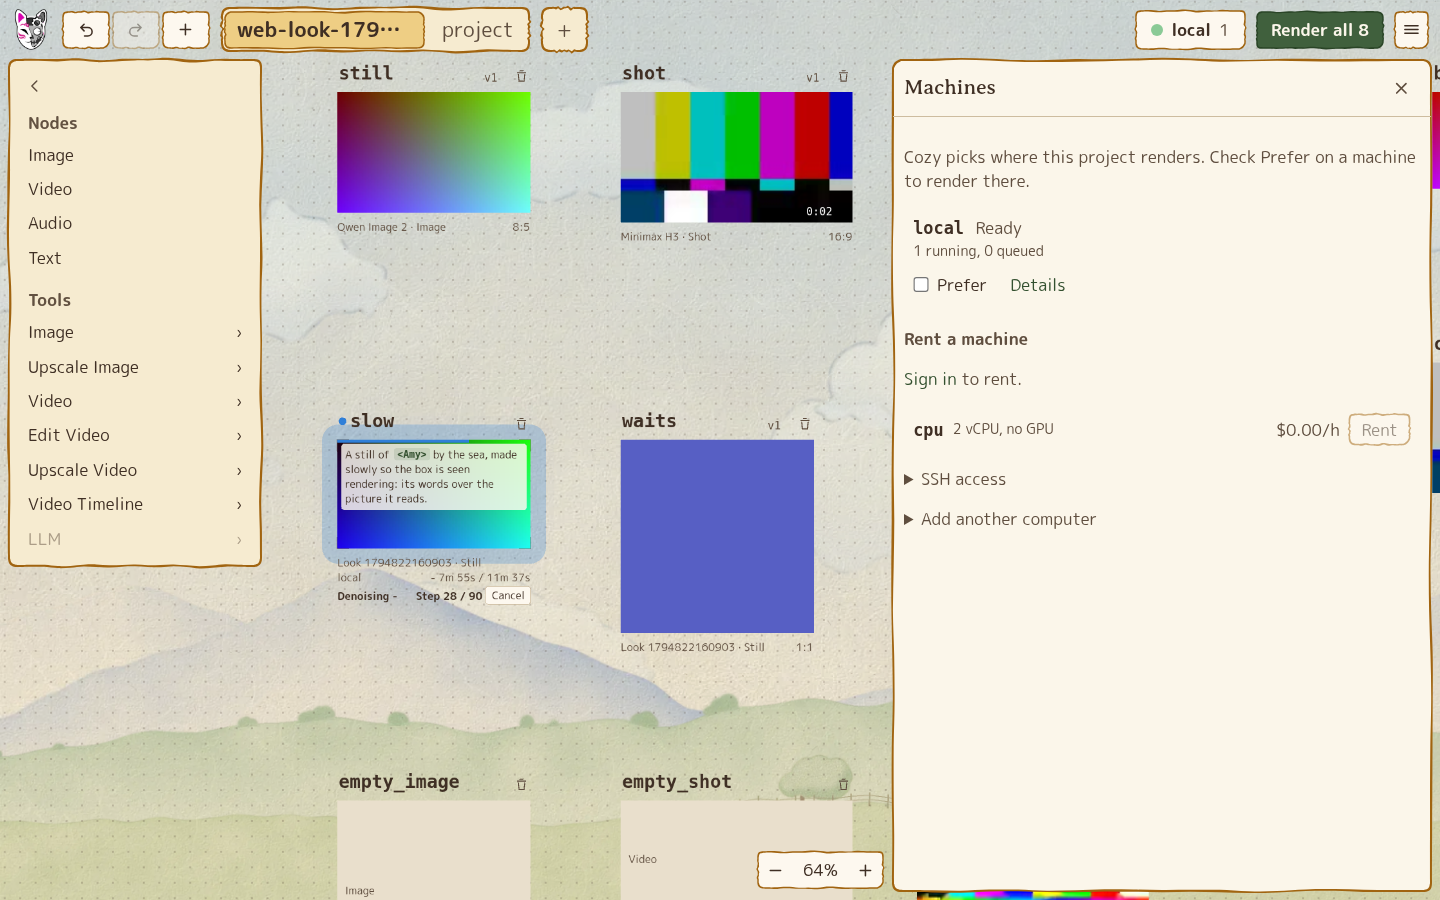 web-look-179···
project
local 1
Render all 8
Nodes
Image
Video
Audio
Text
Tools
Image
Upscale Image
Video
Edit Video
Upscale Video
Video Timeline
LLM
still
v1
Qwen Image 2 · Image
8:5
shot
v1
0:02
Minimax H3 · Shot
16:9
slow
A still of <Amy> by the sea, made
slowly so the box is seen
rendering: its words over the
picture it reads.
Look 1794822160903 · Still
local
- 7m 55s / 11m 37s
Denoising -
Step 28 / 90
Cancel
waits
v1
Look 1794822160903 · Still
1:1
empty_image
Image
empty_shot
Video
64%
Machines
Cozy picks where this project renders. Check Prefer on a machine
to render there.
local Ready
1 running, 0 queued
Prefer
Details
Rent a machine
Sign in to rent.
cpu 2 vCPU, no GPU
$0.00/h
Rent
SSH access
Add another computer